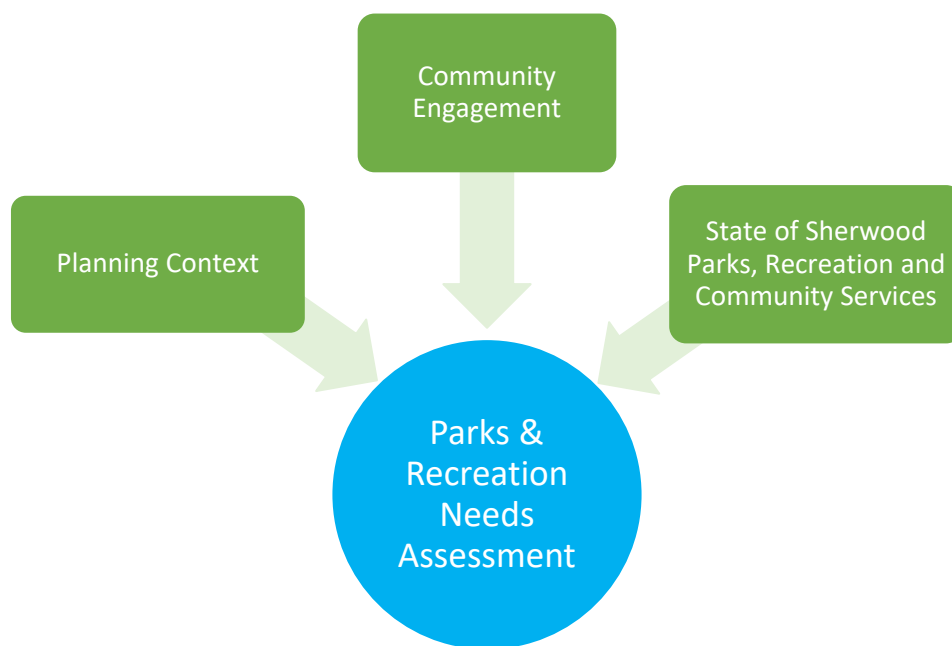 Community
Engagement
Planning Context
State of Sherwood
Parks, Recreation and
Community Services
Parks &
Recreation
Needs
Assessment